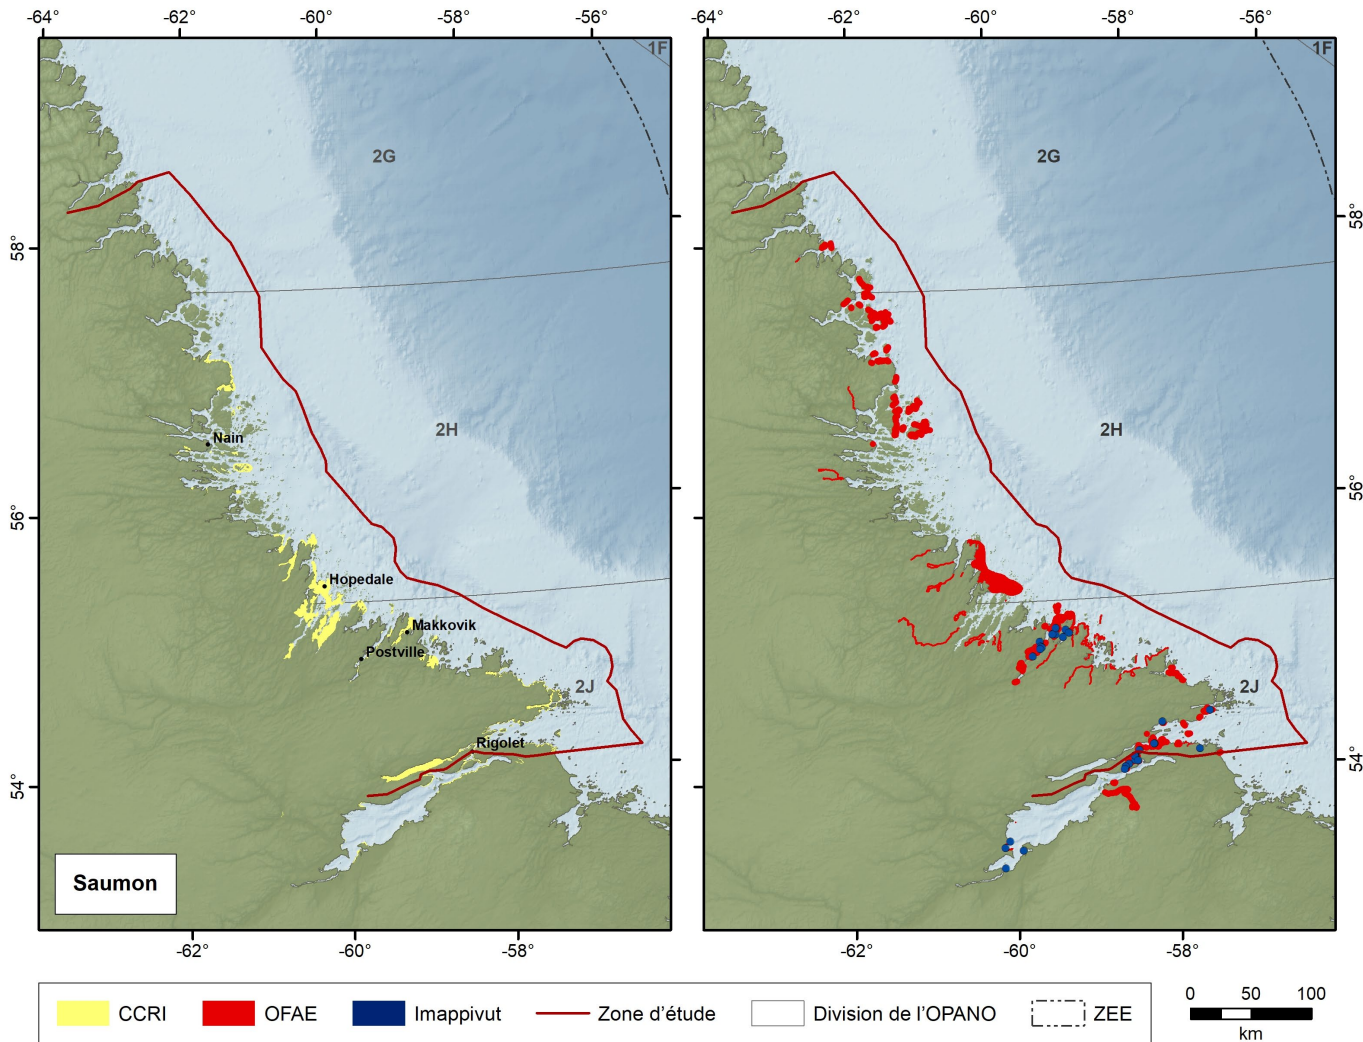 -64° -62° -60° -58° -56° -64° -62° -60° -58° -56°
1F 1F
2G 2G
58° 58°
2H 2H
Nain
56° 56° 56°
Hopedale
Makkovik
Postville
2J 2J
Rigolet
54° 54° 54°
Saumon
-62° -60° -58° -62° -60° -58°
CCRI OFAE Imappivut Zone d'étude Division de l'OPANO ZEE
0 50 100
km